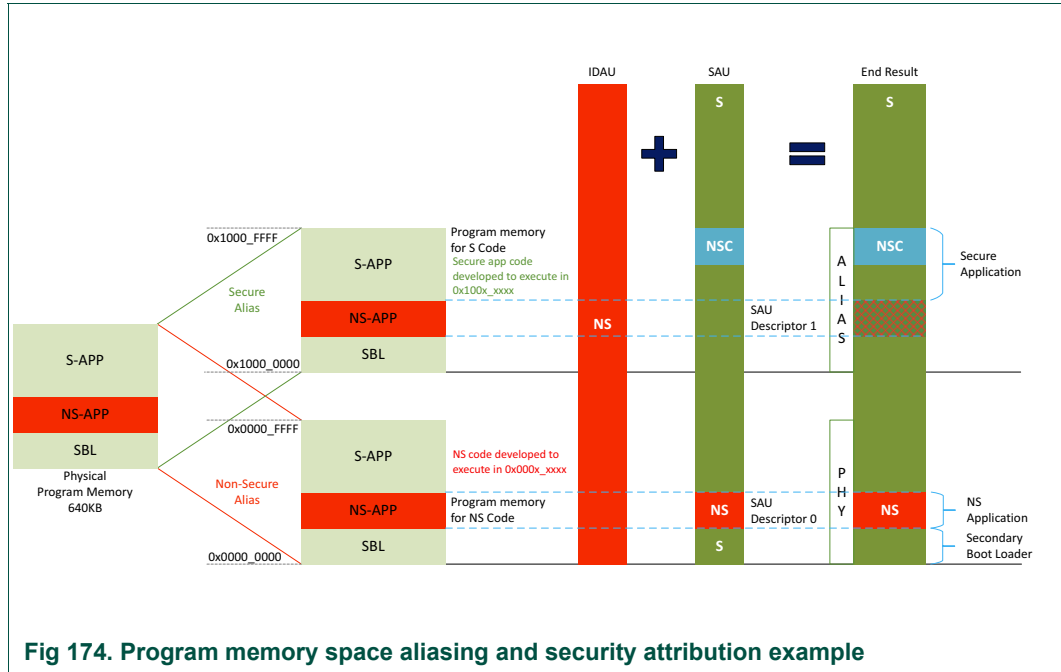 IDAU
SAU
End Result
S
S
0x1000_FFFF
S-APP
NS-APP
SBL
Program memory
for S Code
Secure app code
developed to execute in
0x100x_xxxx
NSC
NSC
ALIAS
Secure
Application
Secure
Alias
NS
SAU
Descriptor 1
0x1000_0000
S-APP
NS-APP
SBL
Physical
Program Memory
640KB
0x0000_FFFF
Non-Secure
Alias
0x0000_0000
S-APP
NS-APP
SBL
NS code developed to
execute in 0x000x_xxxx
Program memory
for NS Code
NS
S
SAU
Descriptor 0
PHY
NS
NS
Application
Secondary
Boot Loader
Fig 174. Program memory space aliasing and security attribution example